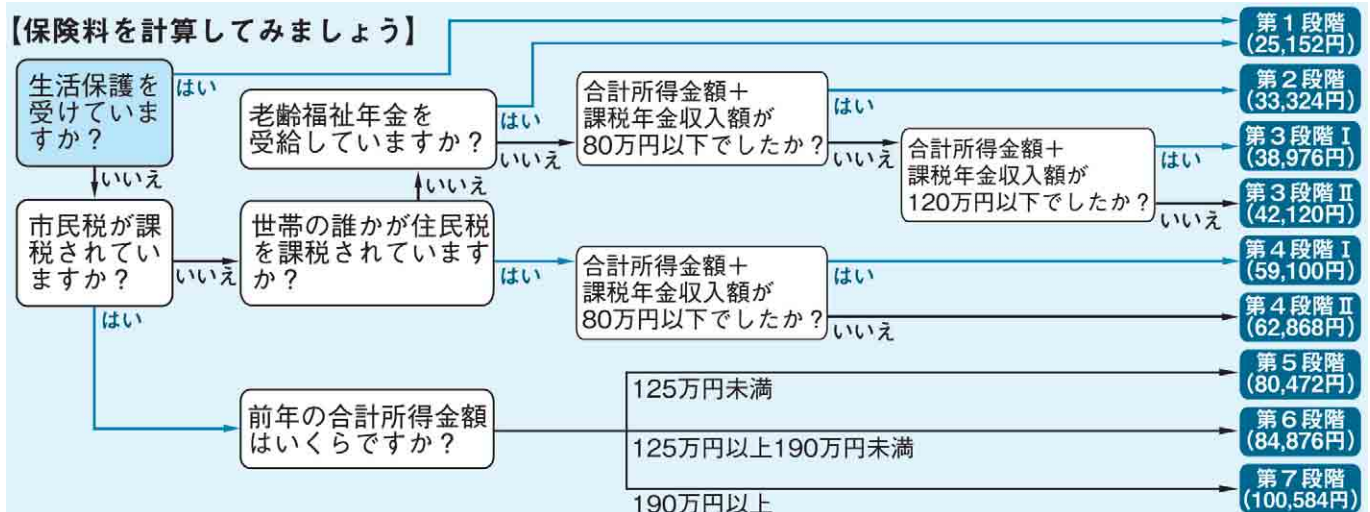 【保険料を計算してみましょう】
生活保護を
受けていま
すか？
はい
いいえ
市民税が課
税されてい
ますか？
いいえ
はい
老齢福祉年金を
受給していますか？
はい
いいえ
いいえ
世帯の誰かが住民税
を課税されています
か？
はい
合計所得金額＋
課税年金収入額が
80万円以下でしたか？
はい
いいえ
合計所得金額＋
課税年金収入額が
120万円以下でしたか？
はい
いいえ
合計所得金額＋
課税年金収入額が
80万円以下でしたか？
はい
いいえ
前年の合計所得金額
はいくらですか？
125万円未満
125万円以上190万円未満
190万円以上
第１段階
(25,152円)
第２段階
(33,324円)
第３段階Ⅰ
(38,976円)
第３段階Ⅱ
(42,120円)
第４段階Ⅰ
(59,100円)
第４段階Ⅱ
(62,868円)
第５段階
(80,472円)
第６段階
(84,876円)
第７段階
(100,584円)